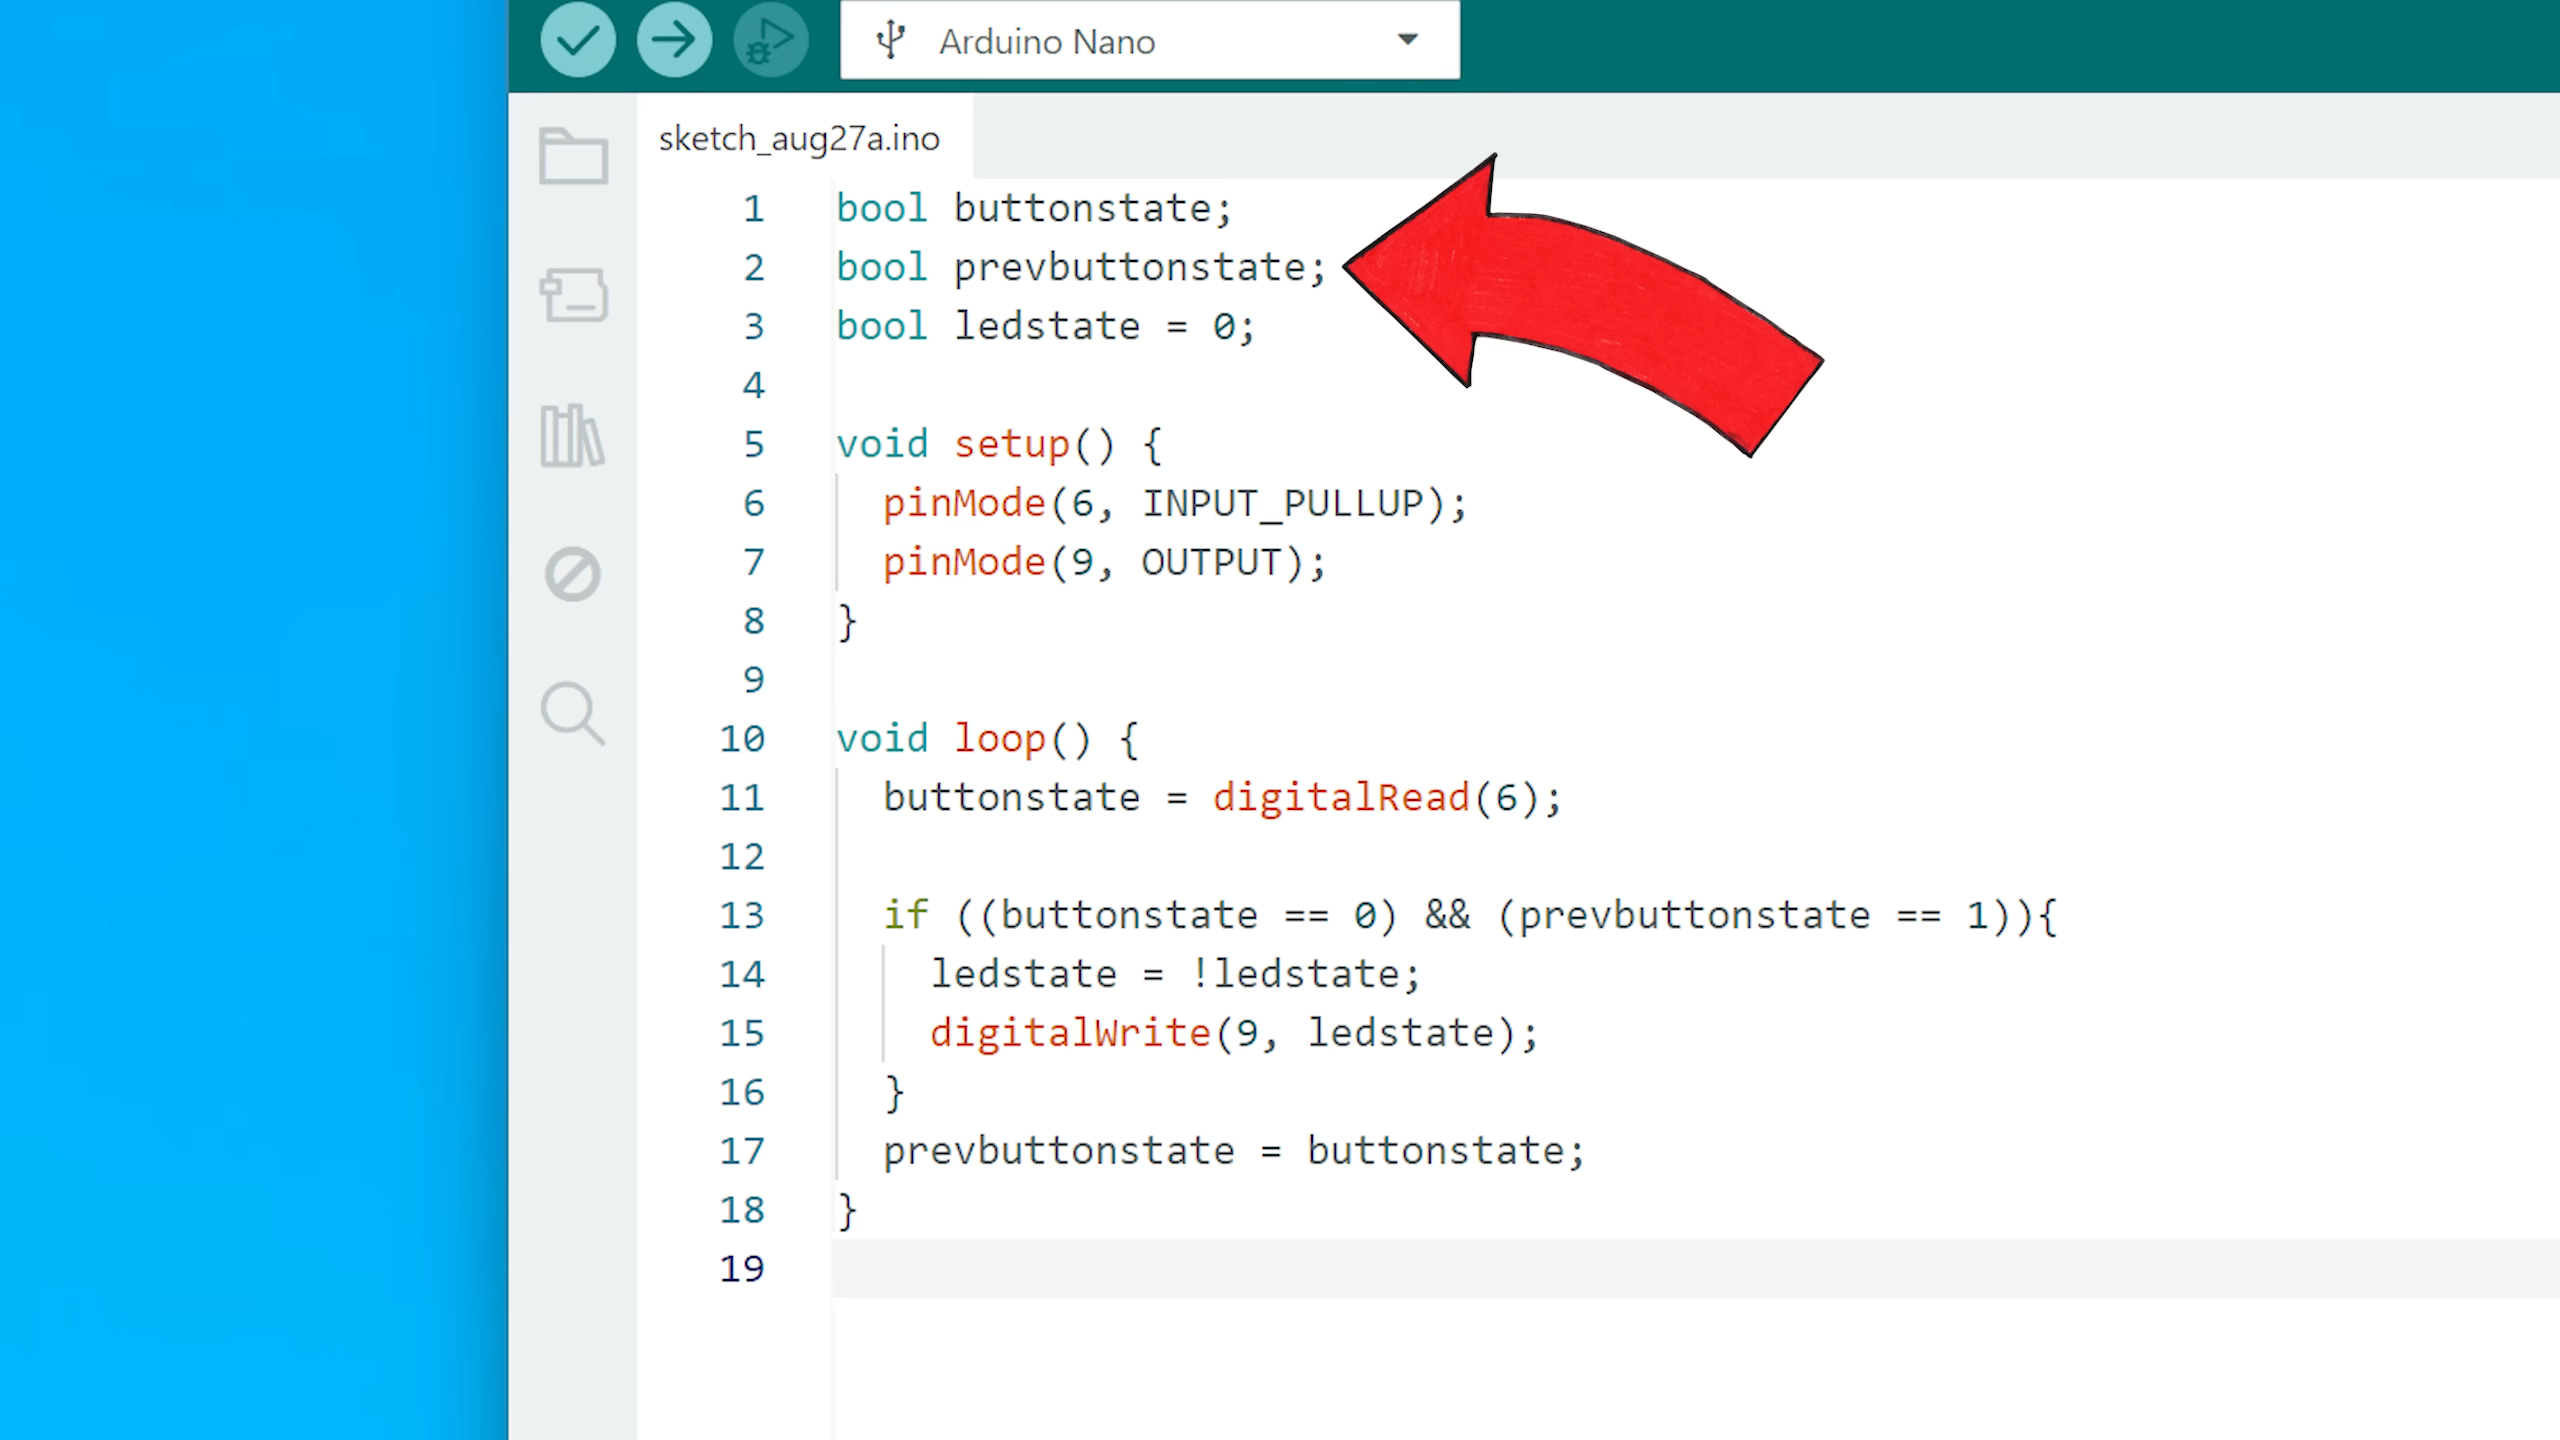 Arduino Nano
sketch_aug27a.ino
1 bool buttonstate;
2 bool prevbuttonstate;
3 bool ledstate = 0;
4
5 void setup() {
6 pinMode(6, INPUT_PULLUP);
7 pinMode(9, OUTPUT);
8 }
9
10 void loop() {
11 buttonstate = digitalRead(6);
12
13 if ((buttonstate == 0) && (prevbuttonstate == 1)){
14 ledstate = !ledstate;
15 digitalWrite(9, ledstate);
16 }
17 prevbuttonstate = buttonstate;
18 }
19